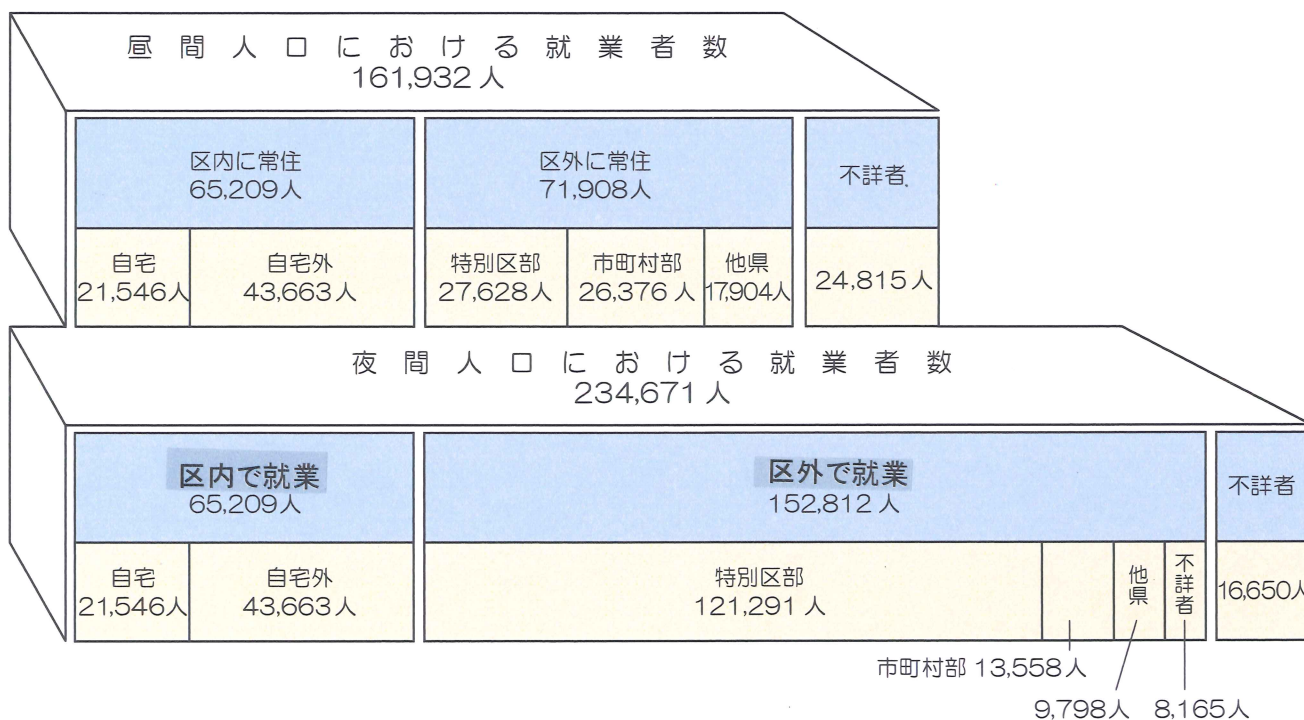 昼間人口における就業者数
161,932人
区内に常住
65,209人
区外に常住
71,908人
不詳者
自宅
21,546人
自宅外
43,663人
特別区部
27,628人
市町村部
26,376人
他県
17,904人
24,815人
夜間人口における就業者数
234,671人
区内で就業
65,209人
区外で就業
152,812人
不詳者
自宅
21,546人
自宅外
43,663人
特別区部
121,291人
他県
不詳者
16,650人
市町村部 13,558人
9,798人 8,165人